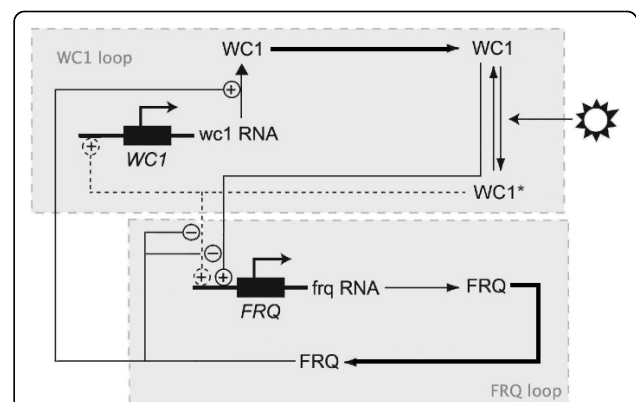 WC1 loop
WC1 WC1
wc1 RNA
WC1
WC1*
FRQ
frq RNA FRQ
FRQ
FRQ loop